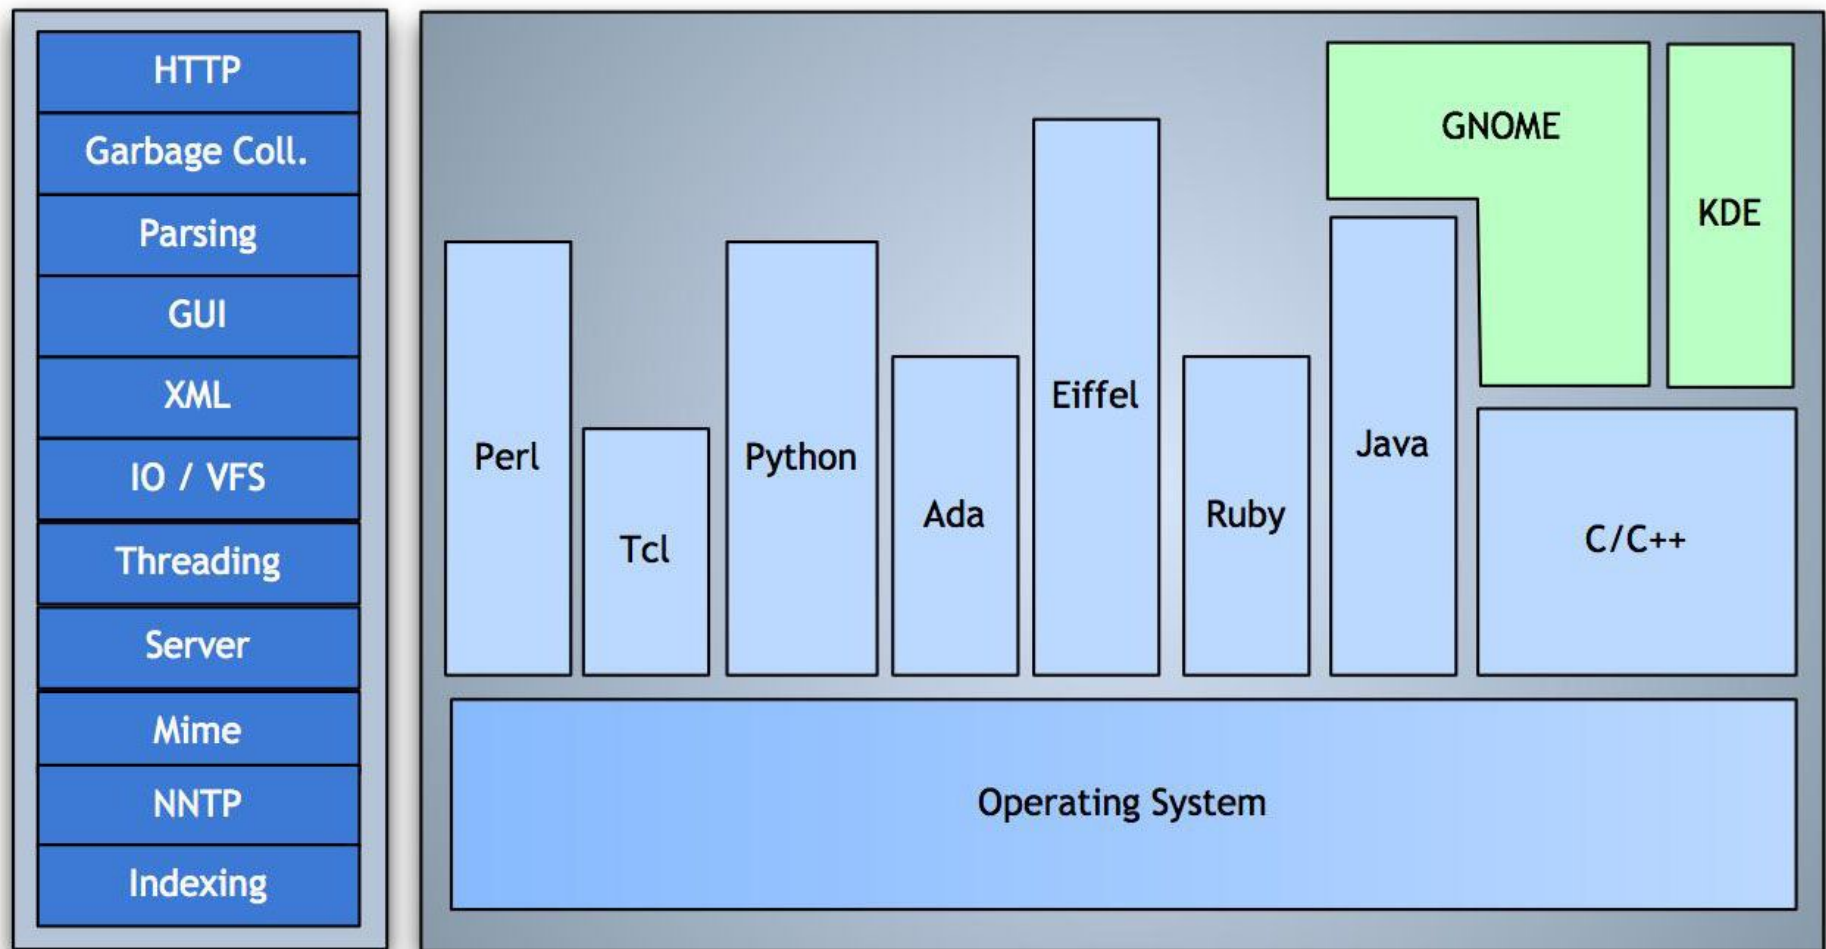 HTTP
Garbage Coll.
Parsing
GUI
XML
IO / VFS
Threading
Server
Mime
NNTP
Indexing
GNOME
KDE
Perl
Tcl
Python
Ada
Eiffel
Ruby
Java
C/C++
Operating System